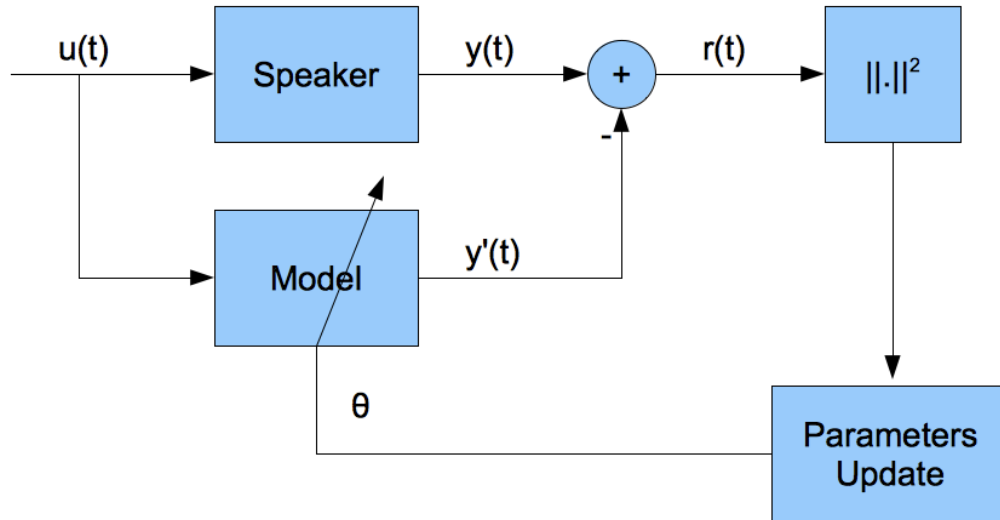 u(t)
Speaker
y(t)
+
r(t)
||.||²
-
Model
y'(t)
θ
Parameters
Update